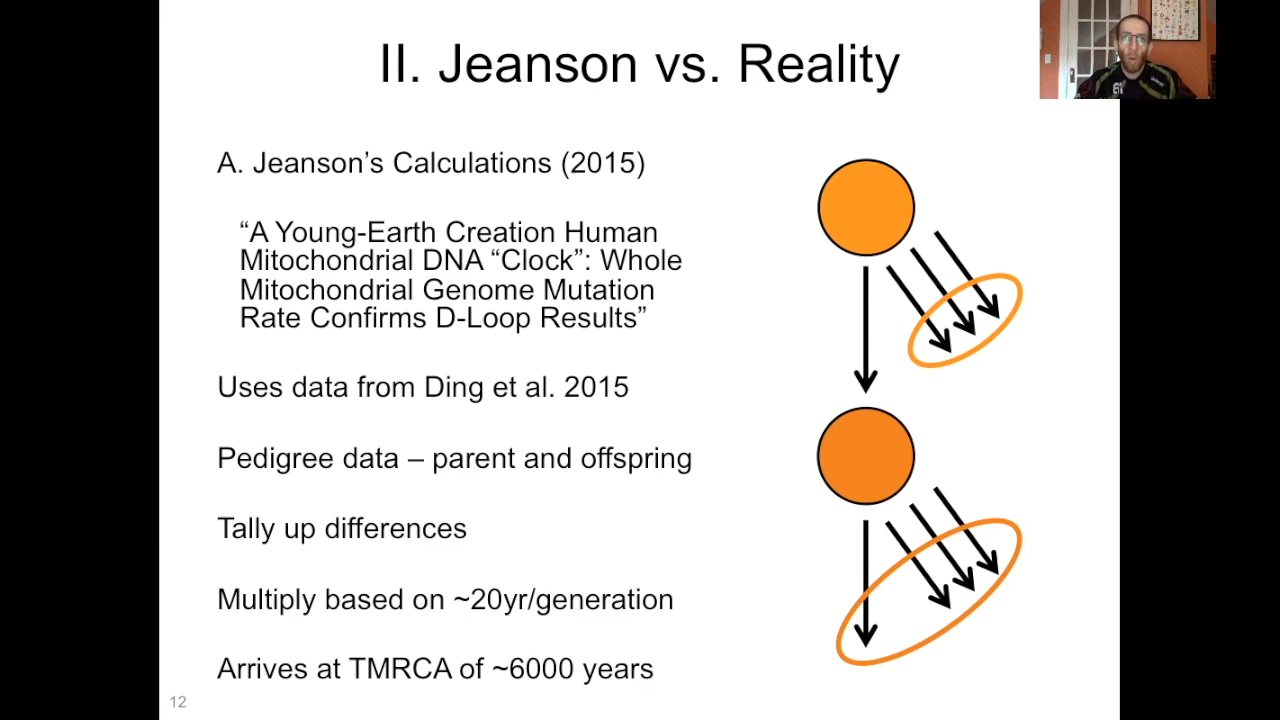 II. Jeanson vs. Reality
A. Jeanson’s Calculations (2015)
“A Young-Earth Creation Human
Mitochondrial DNA “Clock”: Whole
Mitochondrial Genome Mutation
Rate Confirms D-Loop Results”
Uses data from Ding et al. 2015
Pedigree data – parent and offspring
Tally up differences
Multiply based on ~20yr/generation
Arrives at TMRCA of ~6000 years
12